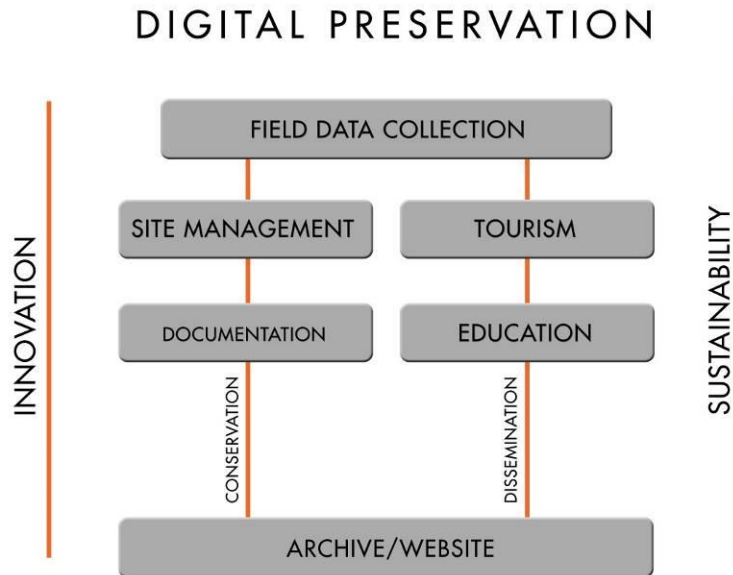 DIGITAL PRESERVATION
INNOVATION
FIELD DATA COLLECTION
SITE MANAGEMENT
TOURISM
DOCUMENTATION
EDUCATION
CONSERVATION
DISSEMINATION
ARCHIVE/WEBSITE
SUSTAINABILITY